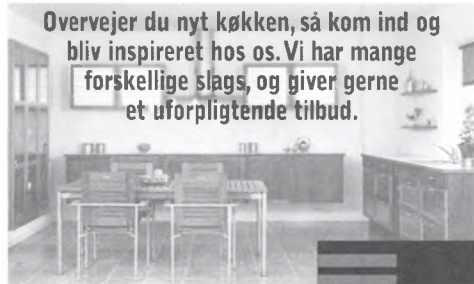 Overvejer du nyt køkken, så kom ind og
bliv inspireret hos os. Vi har mange
forskellige slags, og giver gerne
et uforpligtende tilbud.